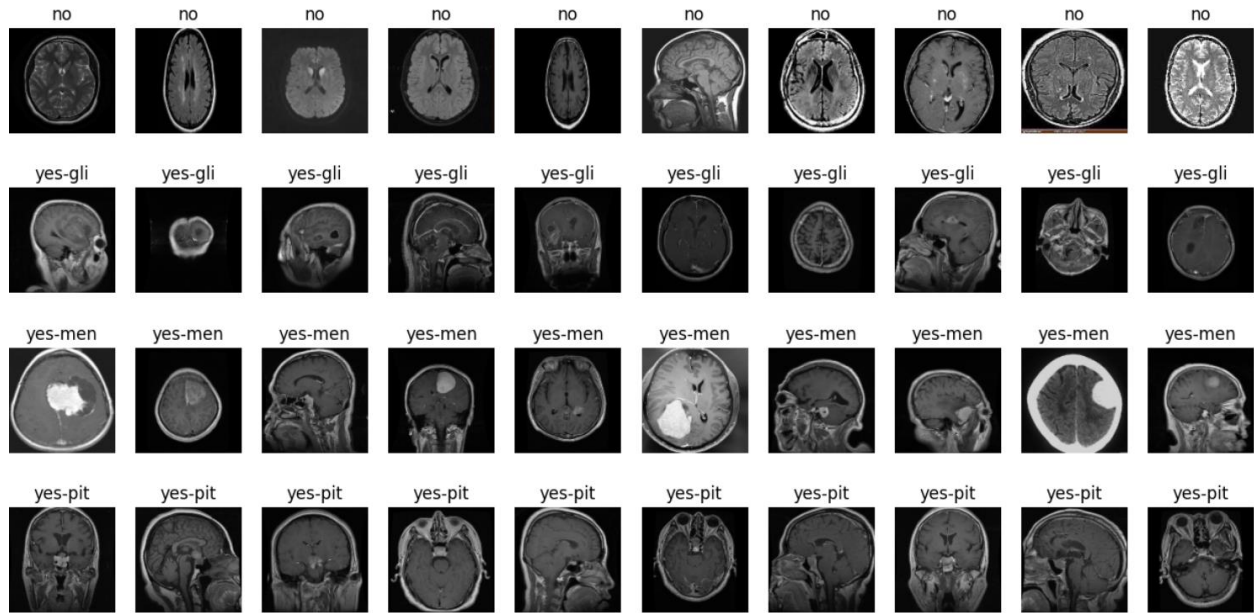 no no no no no no no no no no
yes-gli yes-gli yes-gli yes-gli yes-gli yes-gli yes-gli yes-gli yes-gli yes-gli
yes-men yes-men yes-men yes-men yes-men yes-men yes-men yes-men yes-men yes-men
yes-pit yes-pit yes-pit yes-pit yes-pit yes-pit yes-pit yes-pit yes-pit yes-pit